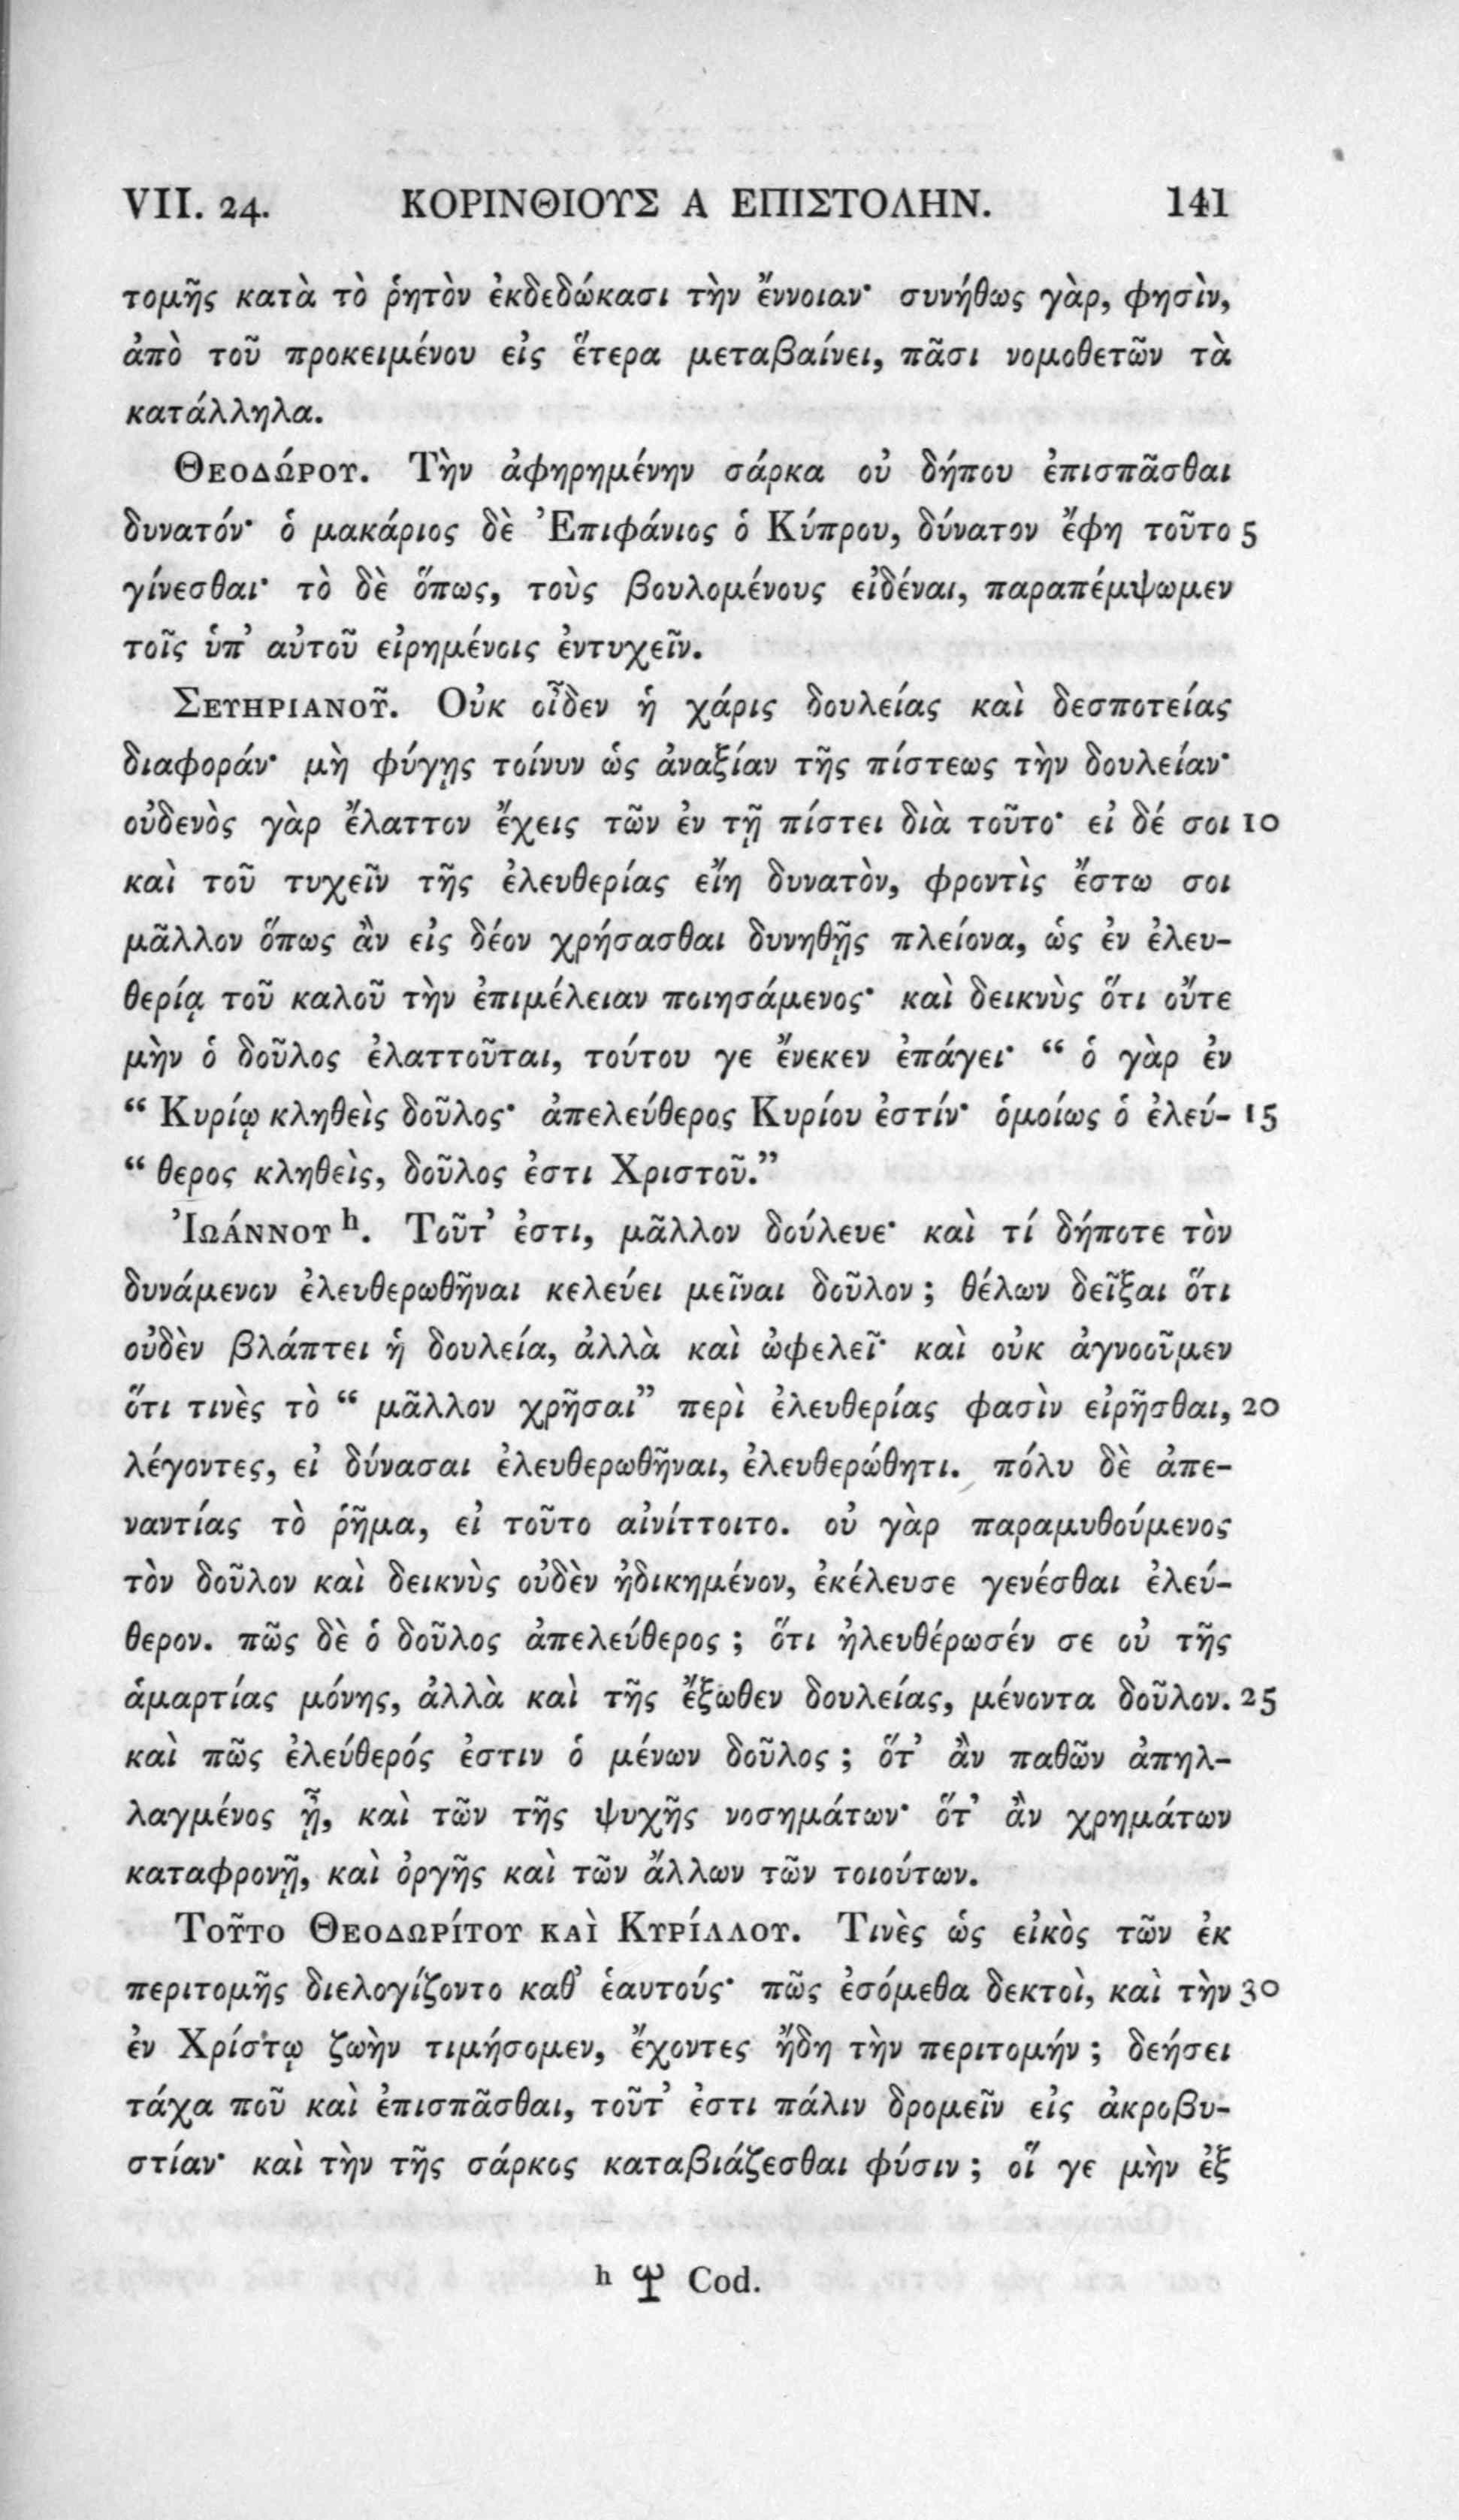 VII. 24. ΚΟΡΙΝΘΙΟΥΣ Α ΕΠΙΣΤΟΛΗΝ. 141
τομῆς κατὰ τὸ ῥητὸν ἐκδεδώκασι τὴν ἔννοιαν· συνήθως γὰρ, φησὶν,
ἀπὸ τοῦ προκειμένου εἰς ἕτερα μεταβαίνει, πᾶσι νομοθετῶν τὰ
κατάλληλα.
ΘΕΟΔΏΡΟΥ. Τὴν ἀφηρημένην σάρκα οὐ δήπου ἐπισπᾶσθαι
δυνατόν· ὁ μακάριος δὲ Ἐπιφάνιος ὁ Κύπρου, δύνατον ἔφη τοῦτο 5
γίνεσθαι· τὸ δὲ ὅπως, τοὺς βουλομένους εἰδέναι, παραπέμψωμεν
τοῖς ὑπ’ αὐτοῦ εἰρημένοις ἐντυχεῖν.
ΣΕΥΗΡΙΑΝΟΥ͂. Οὐκ οἶδεν ἡ χάρις δουλείας καὶ δεσποτείας
διαφοράν· μὴ φύγῃς τοίνυν ὡς ἀναξίαν τῆς πίστεως τὴν δουλείαν·
οὐδενὸς γὰρ ἔλαττον ἔχεις τῶν ἐν τῇ πίστει διὰ τοῦτο· εἰ δέ σοι 10
καὶ τοῦ τυχεῖν τῆς ἐλευθερίας εἴη δυνατὸν, φροντὶς ἔστω σοι
μᾶλλον ὅπως ἂν εἰς δέον χρήσασθαι δυνηθῇς πλείονα, ὡς ἐν ἐλευ-
θερίᾳ τοῦ καλοῦ τὴν ἐπιμέλειαν ποιησάμενος· καὶ δεικνὺς ὅτι οὔτε
μὴν ὁ δοῦλος ἐλαττοῦται, τούτου γε ἕνεκεν ἐπάγει· “ ὁ γὰρ ἐν
“ Κυρίῳ κληθεὶς δοῦλος· ἀπελεύθερος Κυρίου ἐστίν· ὁμοίως ὁ ἐλεύ- 15
“ θερος κληθεὶς, δοῦλος ἐστι Χριστοῦ.”
ἸΩΆΝΝΟΥ h. Τοῦτ’ ἐστι, μᾶλλον δούλευε· καὶ τί δήποτε τὸν
δυνάμενον ἐλευθερωθῆναι κελεύει μεῖναι δοῦλον ; θέλων δεῖξαι ὅτι
οὐδὲν βλάπτει ἡ δουλεία, ἀλλὰ καὶ ὠφελεῖ· καὶ οὐκ ἀγνοοῦμεν
ὅτι τινὲς τὸ “ μᾶλλον χρῆσαι” περὶ ἐλευθερίας φασὶν εἰρῆσθαι, 20
λέγοντες, εἰ δύνασαι ἐλευθερωθῆναι, ἐλευθερώθητι. πόλυ δὲ ἀπε-
ναντίας τὸ ῥῆμα, εἰ τοῦτο αἰνίττοιτο. οὐ γὰρ παραμυθούμενος
τὸν δοῦλον καὶ δεικνὺς οὐδὲν ἠδικημένον, ἐκέλευσε γενέσθαι ἐλεύ-
θερον. πῶς δὲ ὁ δοῦλος ἀπελεύθερος ; ὅτι ἠλευθέρωσέν σε οὐ τῆς
ἁμαρτίας μόνης, ἀλλὰ καὶ τῆς ἔξωθεν δουλείας, μένοντα δοῦλον. 25
καὶ πῶς ἐλεύθερός ἐστιν ὁ μένων δοῦλος ; ὅτ’ ἂν παθῶν ἀπηλ-
λαγμένος ᾖ, καὶ τῶν τῆς ψυχῆς νοσημάτων· ὅτ’ ἂν χρημάτων
καταφρονῇ, καὶ ὀργῆς καὶ τῶν ἄλλων τῶν τοιούτων.
ΤΟΥ͂ΤΟ ΘΕΟΔΩΡΊΤΟΥ ΚΑῚ ΚΥΡΊΛΛΟΥ. Τινὲς ὡς εἰκὸς τῶν ἐκ
περιτομῆς διελογίζοντο καθ’ ἑαυτούς· πῶς ἐσόμεθα δεκτοὶ, καὶ τὴν 30
ἐν Χρίστῳ ζωὴν τιμήσομεν, ἔχοντες ἤδη τὴν περιτομήν ; δεήσει
τάχα ποῦ καὶ ἐπισπᾶσθαι, τοῦτ’ ἐστι πάλιν δρομεῖν εἰς ἀκροβυ-
στίαν· καὶ τὴν τῆς σάρκος καταβιάζεσθαι φύσιν ; οἵ γε μὴν ἐξ
h Cod.